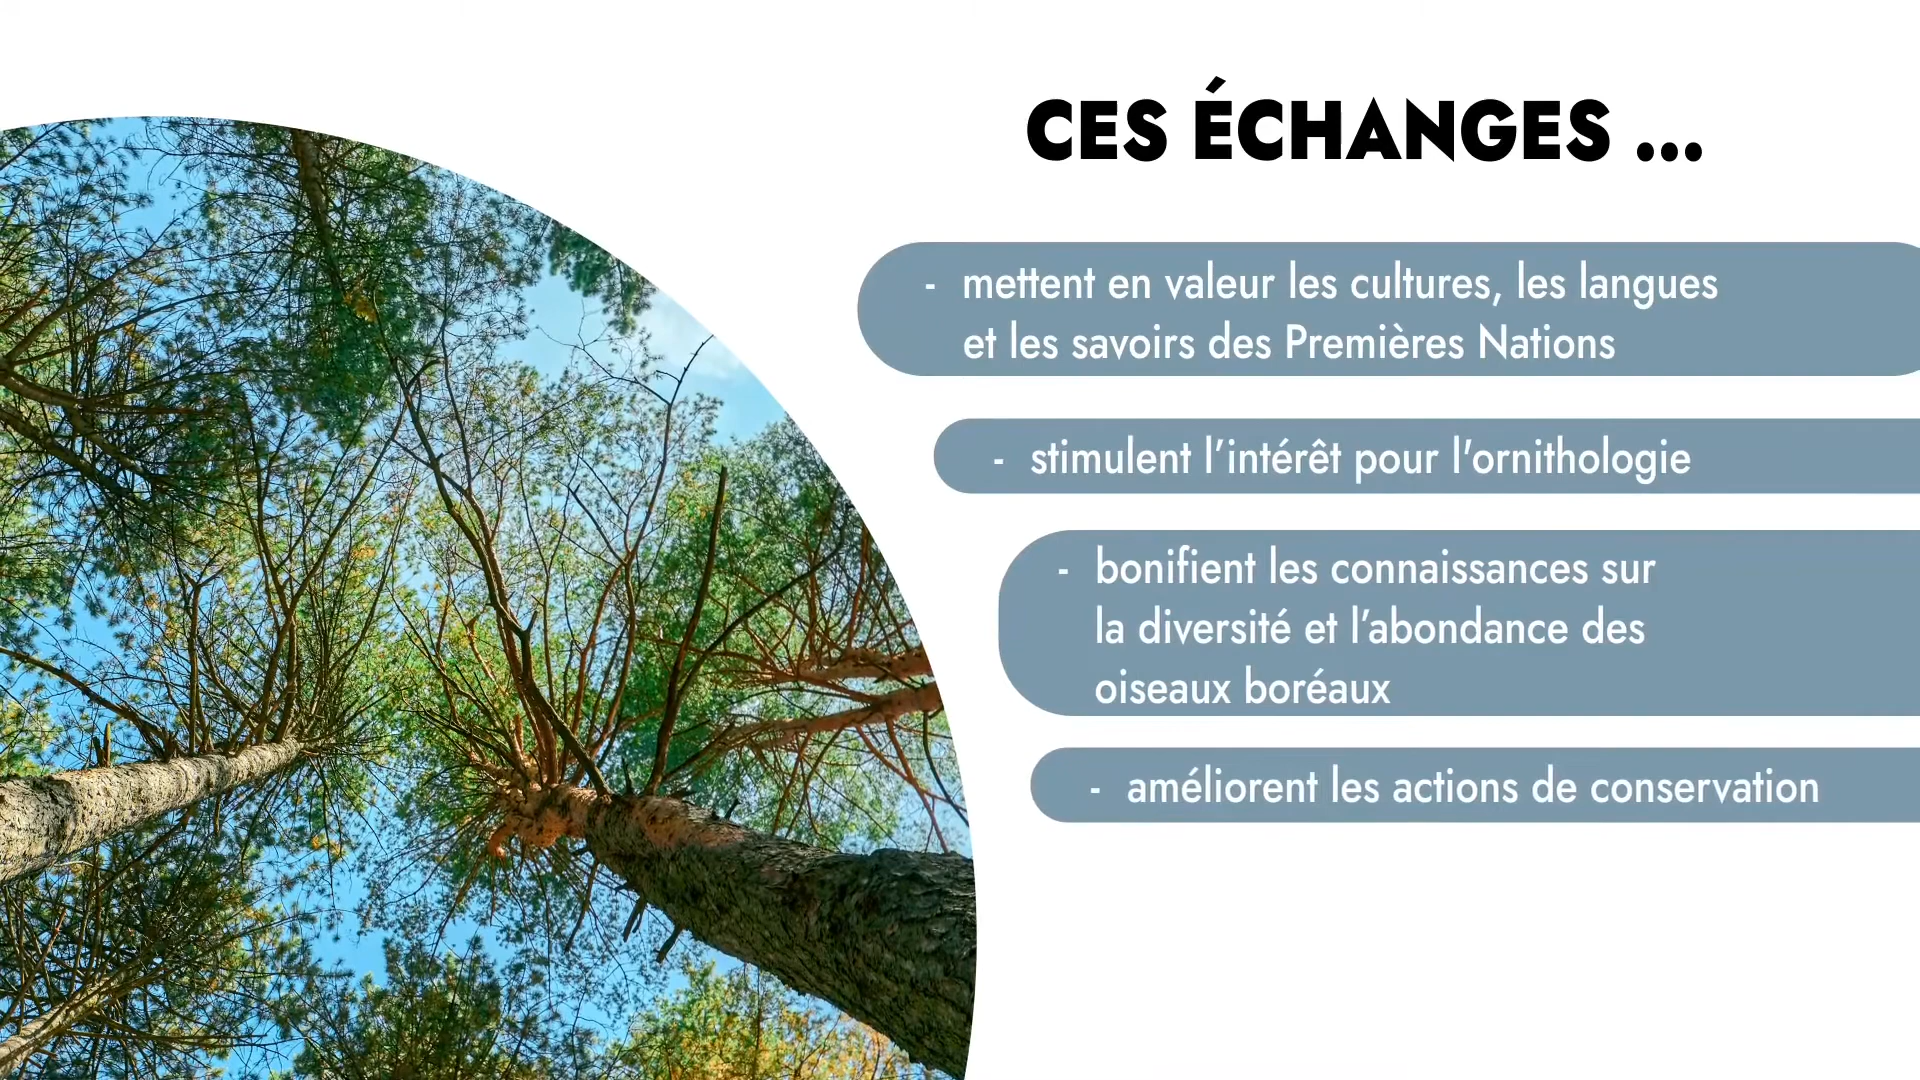 CES ÉCHANGES ...
- mettent en valeur les cultures, les langues
et les savoirs des Premières Nations
- stimulent l’intérêt pour l'ornithologie
- bonifient les connaissances sur
la diversité et l’abondance des
oiseaux boréaux
- améliorent les actions de conservation